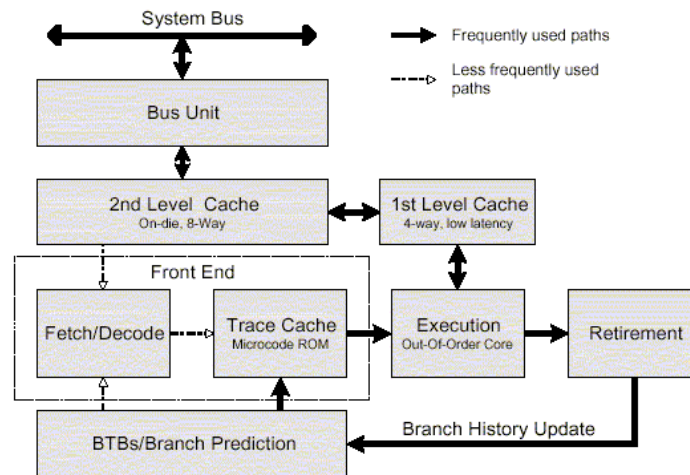 System Bus
Frequently used paths
Less frequently used
paths
Bus Unit
2nd Level Cache
On-die, 8-Way
1st Level Cache
4-way, low latency
Front End
Fetch/Decode
Trace Cache
Microcode ROM
Execution
Out-Of-Order Core
Retirement
BTBs/Branch Prediction
Branch History Update